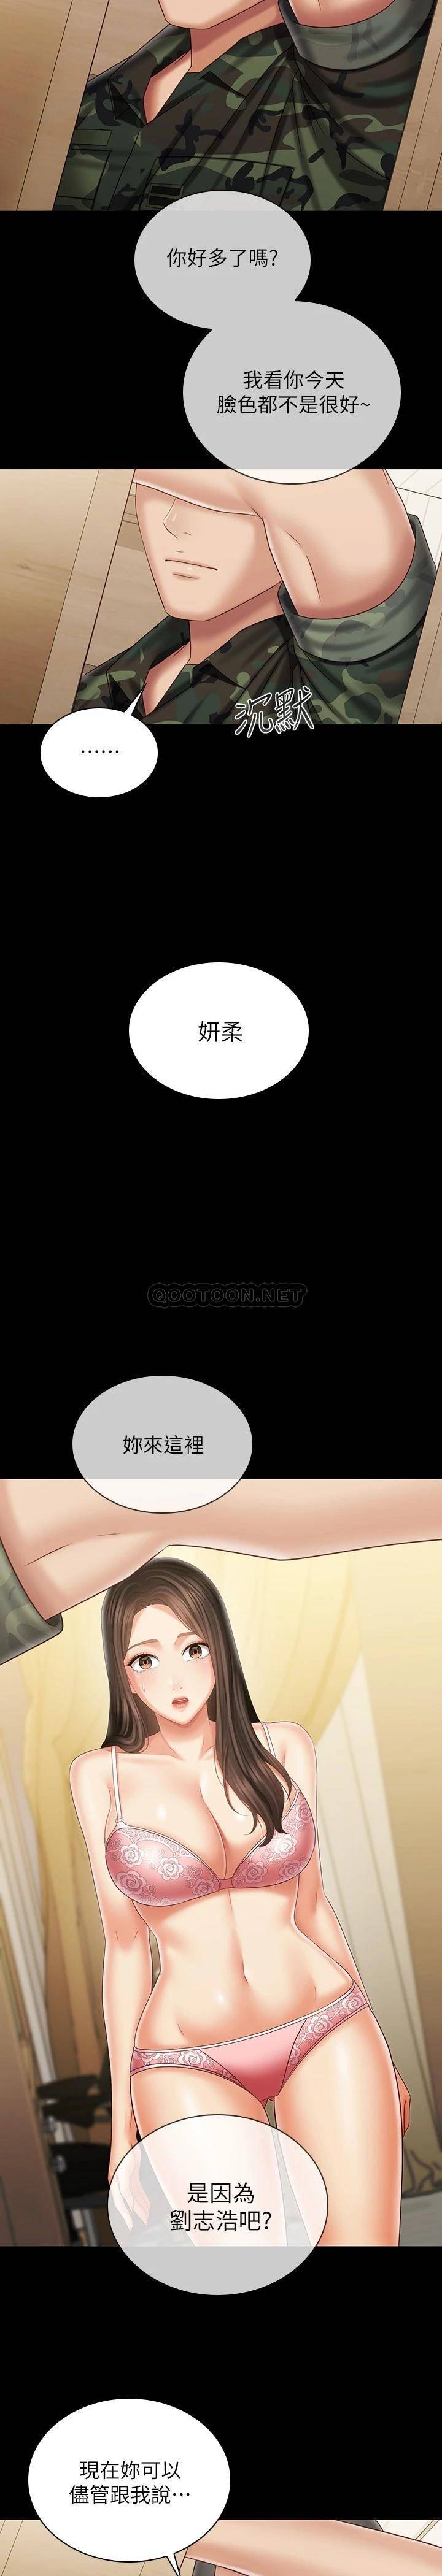 你好多了嗎?
我看你今天
臉色都不是很好~
沉默
……
妍柔
QOOTOON.NET
妳來這裡
是因為
劉志浩吧?
現在妳可以
儘管跟我說…